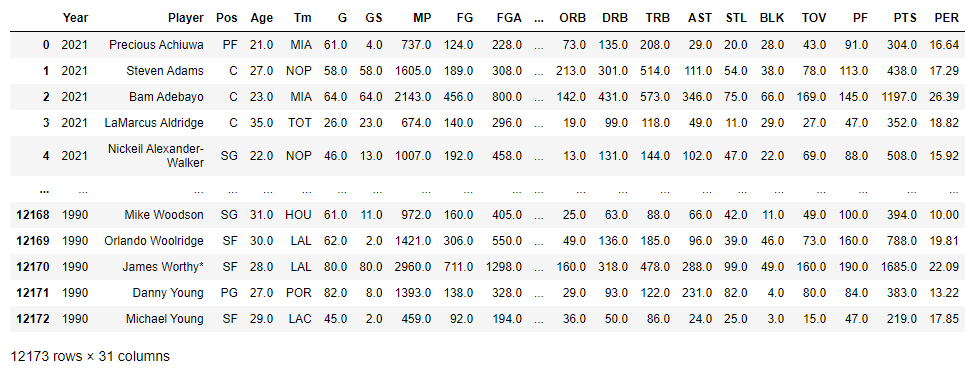 Year Player Pos Age Tm G GS MP FG FGA ... ORB DRB TRB AST STL BLK TOV PF PTS PER
0 2021 Precious Achiuwa PF 21.0 MIA 61.0 4.0 737.0 124.0 228.0 ... 73.0 135.0 208.0 29.0 20.0 28.0 43.0 91.0 304.0 16.64
1 2021 Steven Adams C 27.0 NOP 58.0 58.0 1605.0 189.0 308.0 ... 213.0 301.0 514.0 111.0 54.0 38.0 78.0 113.0 438.0 17.29
2 2021 Bam Adebayo C 23.0 MIA 64.0 64.0 2143.0 456.0 800.0 ... 142.0 431.0 573.0 346.0 75.0 66.0 169.0 145.0 1197.0 26.39
3 2021 LaMarcus Aldridge C 35.0 TOT 26.0 23.0 674.0 140.0 296.0 ... 19.0 99.0 118.0 49.0 11.0 29.0 27.0 47.0 352.0 18.82
4 2021 Nickeil Alexander-
Walker SG 22.0 NOP 46.0 13.0 1007.0 192.0 458.0 ... 13.0 131.0 144.0 102.0 47.0 22.0 69.0 88.0 508.0 15.92
... ... ... ... ... ... ... ... ... ... ... ... ... ... ... ... ... ... ... ... ... ...
12168 1990 Mike Woodson SG 31.0 HOU 61.0 11.0 972.0 160.0 405.0 ... 25.0 63.0 88.0 66.0 42.0 11.0 49.0 100.0 394.0 10.00
12169 1990 Orlando Woolridge SF 30.0 LAL 62.0 2.0 1421.0 306.0 550.0 ... 49.0 136.0 185.0 96.0 39.0 46.0 73.0 160.0 788.0 19.81
12170 1990 James Worthy* SF 28.0 LAL 80.0 80.0 2960.0 711.0 1298.0 ... 160.0 318.0 478.0 288.0 99.0 49.0 160.0 190.0 1685.0 22.09
12171 1990 Danny Young PG 27.0 POR 82.0 8.0 1393.0 138.0 328.0 ... 29.0 93.0 122.0 231.0 82.0 4.0 80.0 84.0 383.0 13.22
12172 1990 Michael Young SF 29.0 LAC 45.0 2.0 459.0 92.0 194.0 ... 36.0 50.0 86.0 24.0 25.0 3.0 15.0 47.0 219.0 17.85
12173 rows × 31 columns